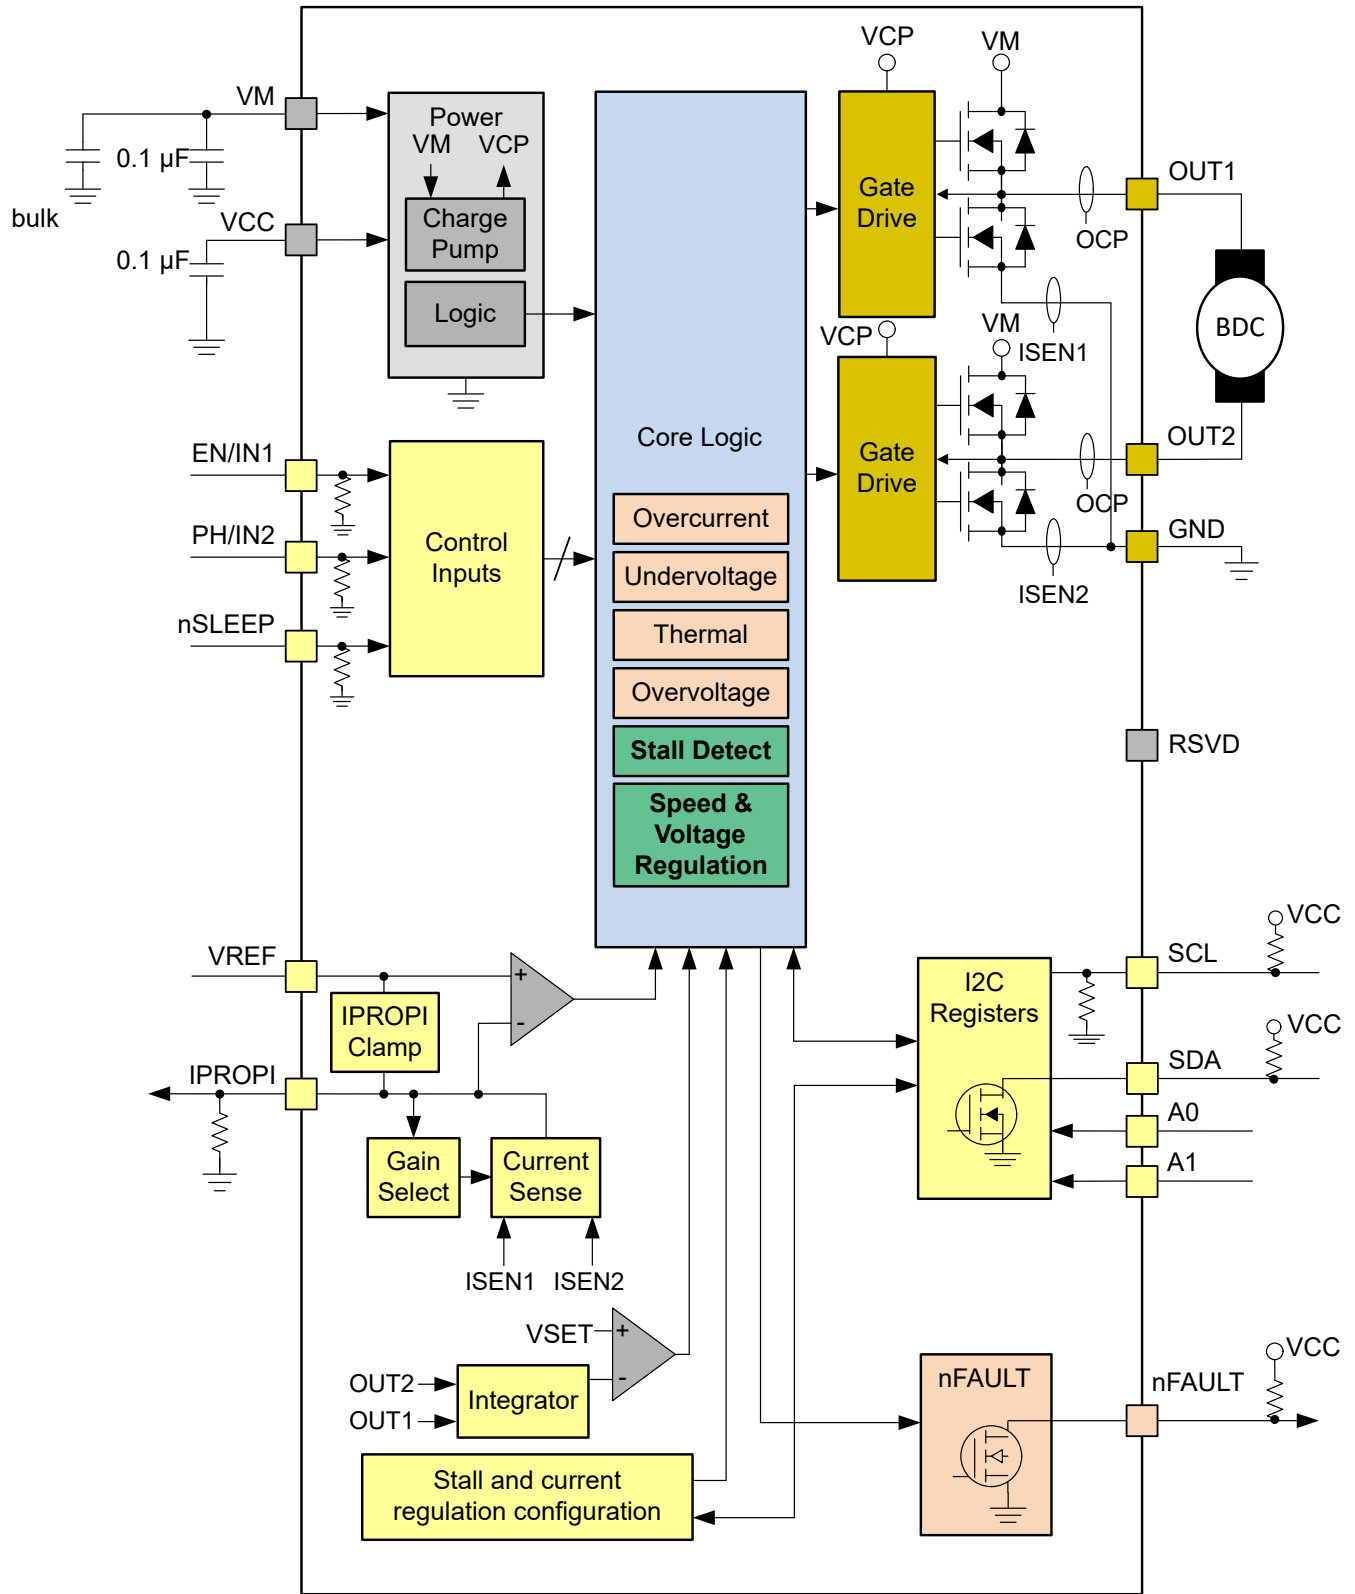 VCP
VM
VM
Power
VM
VCP
0.1 µF
bulk
VCC
Charge
Pump
0.1 µF
Logic
Gate
Drive
OUT1
OCP
BDC
ISEN1
VCP
VM
Core Logic
Gate
Drive
OUT2
OCP
GND
ISEN2
EN/IN1
PH/IN2
nSLEEP
Control
Inputs
Overcurrent
Undervoltage
Thermal
Overvoltage
Stall Detect
Speed &
Voltage
Regulation
RSVD
VREF
+
-
IPROPI
Clamp
IPROPI
Gain
Select
Current
Sense
ISEN1
ISEN2
I2C
Registers
VCC
SCL
VCC
SDA
A0
A1
VSET
+
-
OUT2
OUT1
Integrator
Stall and current
regulation configuration
nFAULT
nFAULT
VCC